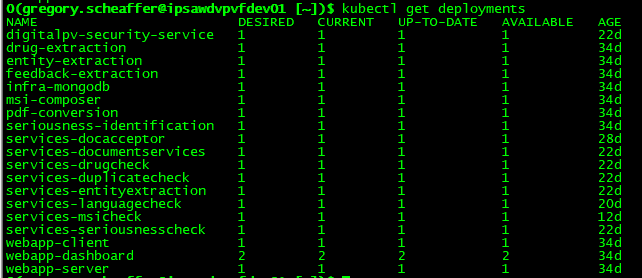 0(gregory.scheaffer@ipsawdvpvfdev01 [~])$ kubectl get deployments
NAME DESIRED CURRENT UP-TO-DATE AVAILABLE AGE
digitalpv-security-service 1 1 1 1 22d
drug-extraction 1 1 1 1 34d
entity-extraction 1 1 1 1 34d
feedback-extraction 1 1 1 1 34d
infra-mongodb 1 1 1 1 34d
msi-composer 1 1 1 1 34d
pdf-conversion 1 1 1 1 34d
seriousness-identification 1 1 1 1 34d
services-docacceptor 1 1 1 1 28d
services-documentservices 1 1 1 1 22d
services-drugcheck 1 1 1 1 22d
services-duplicatecheck 1 1 1 1 22d
services-entityextraction 1 1 1 1 22d
services-languagecheck 1 1 1 1 20d
services-msicheck 1 1 1 1 12d
services-seriousnesscheck 1 1 1 1 22d
webapp-client 1 1 1 1 34d
webapp-dashboard 2 2 2 2 34d
webapp-server 1 1 1 1 34d